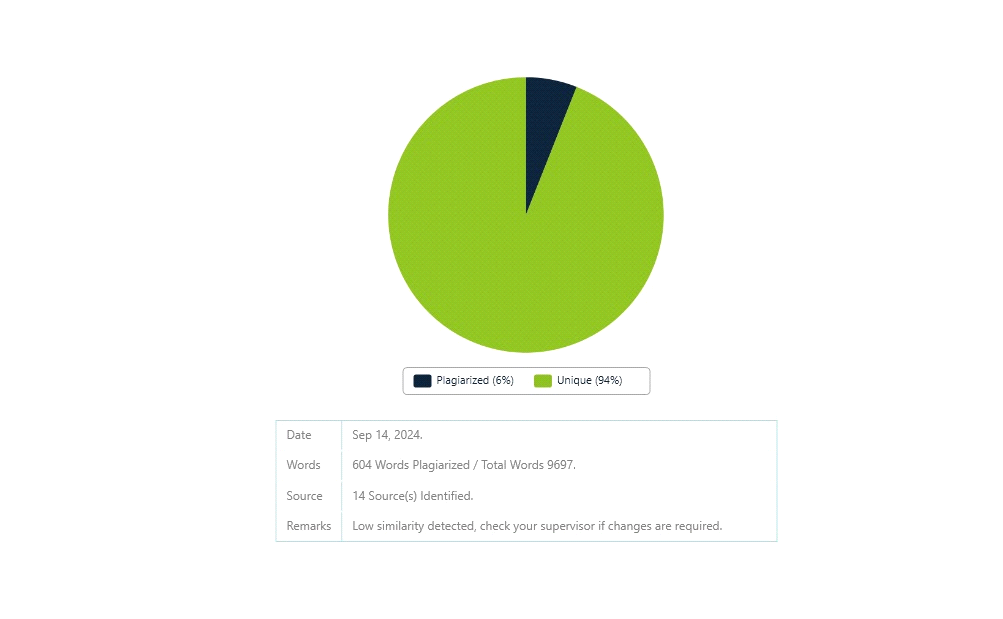 Plagiarized (6%) Unique (94%)
Date Sep 14, 2024.
Words 604 Words Plagiarized / Total Words 9697.
Source 14 Source(s) Identified.
Remarks Low similarity detected, check your supervisor if changes are required.